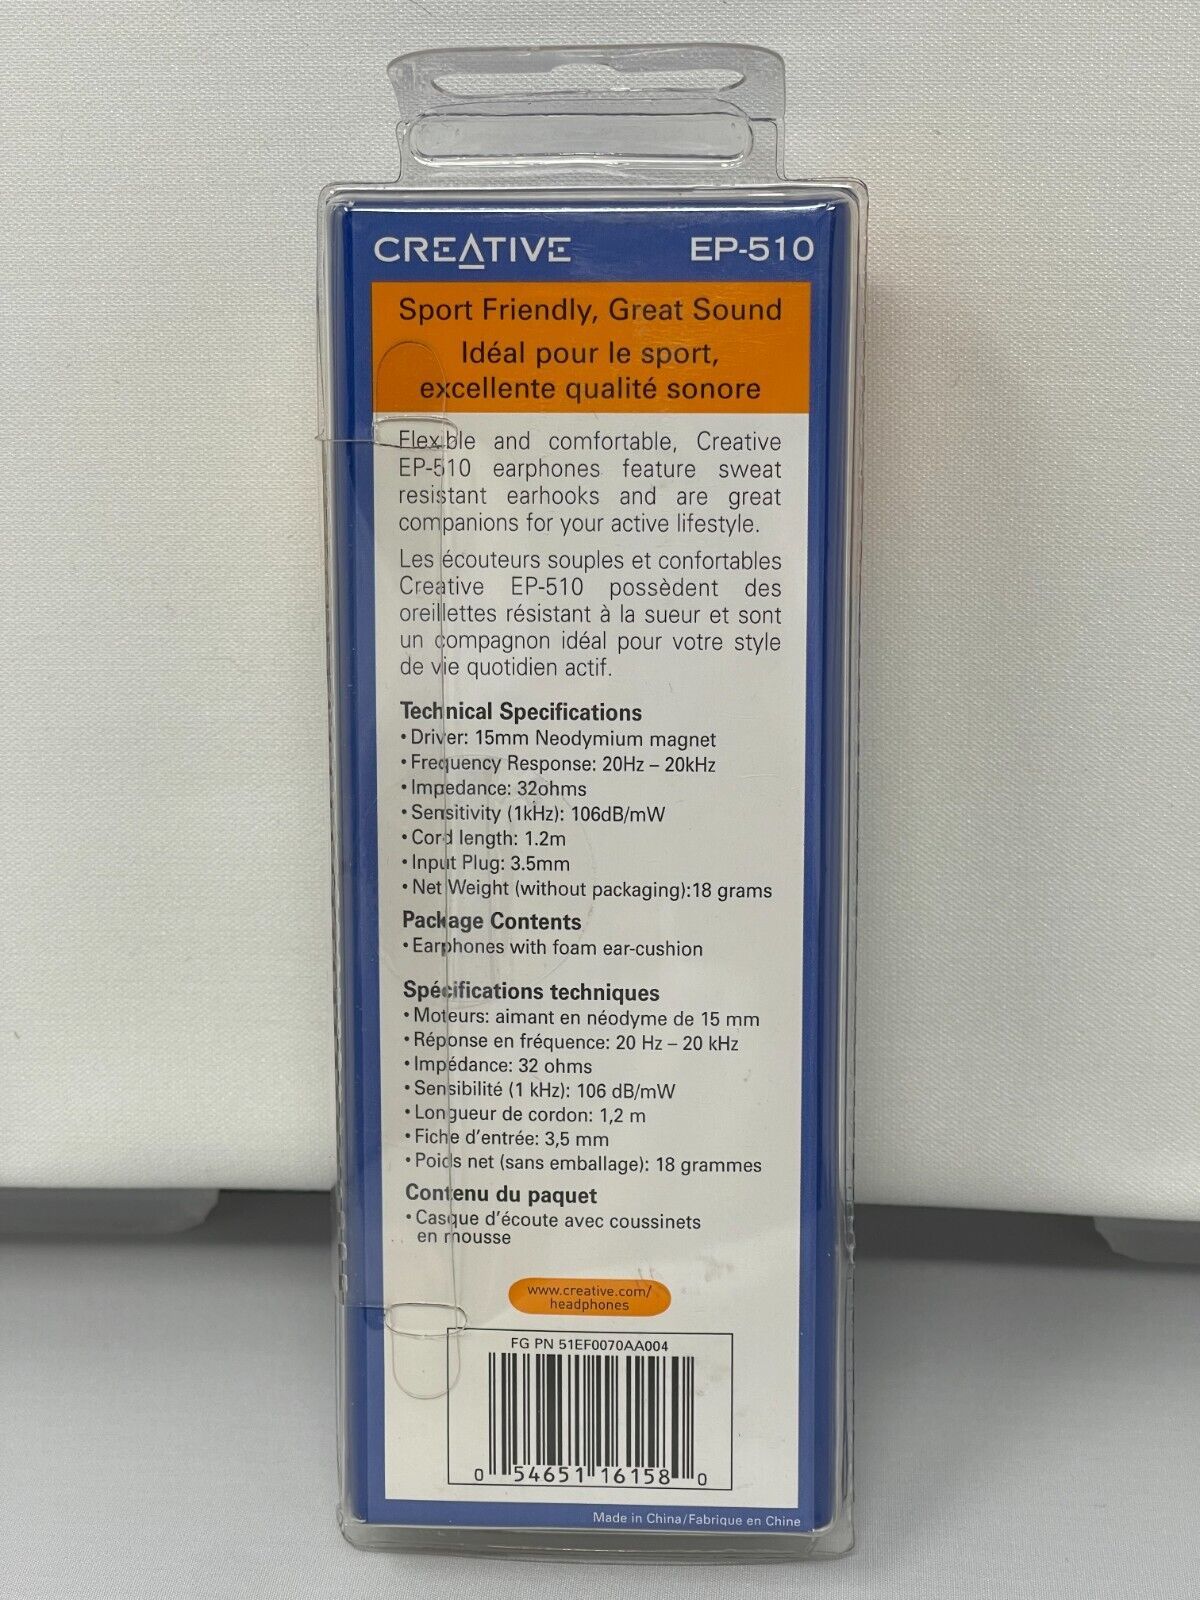 CREATIVE EP-510
Sport Friendly, Great Sound
Idéal pour le sport,
excellente qualité sonore
Flexible and comfortable, Creative
EP-510 earphones feature sweat
resistant earhooks and are great
companions for your active lifestyle.
Les écouteurs souples et confortables
Creative EP-510 possèdent des
oreillettes résistant à la sueur et sont
un compagnon idéal pour votre style
de vie quotidien actif.
Technical Specifications
• Driver: 15mm Neodymium magnet
• Frequency Response: 20Hz – 20kHz
• Impedance: 32ohms
• Sensitivity (1kHz): 106dB/mW
• Cord length: 1.2m
• Input Plug: 3.5mm
• Net Weight (without packaging):18 grams
Package Contents
• Earphones with foam ear-cushion
Spécifications techniques
• Moteurs: aimant en néodyme de 15 mm
• Réponse en fréquence: 20 Hz – 20 kHz
• Impédance: 32 ohms
• Sensibilité (1 kHz): 106 dB/mW
• Longueur de cordon: 1,2 m
• Fiche d'entrée: 3,5 mm
• Poids net (sans emballage): 18 grammes
Contenu du paquet
• Casque d'écoute avec coussinets
en mousse
www.creative.com/
headphones
FG PN 51EF0070AA004
0 54651 16158 0
Made in China/Fabrique en Chine